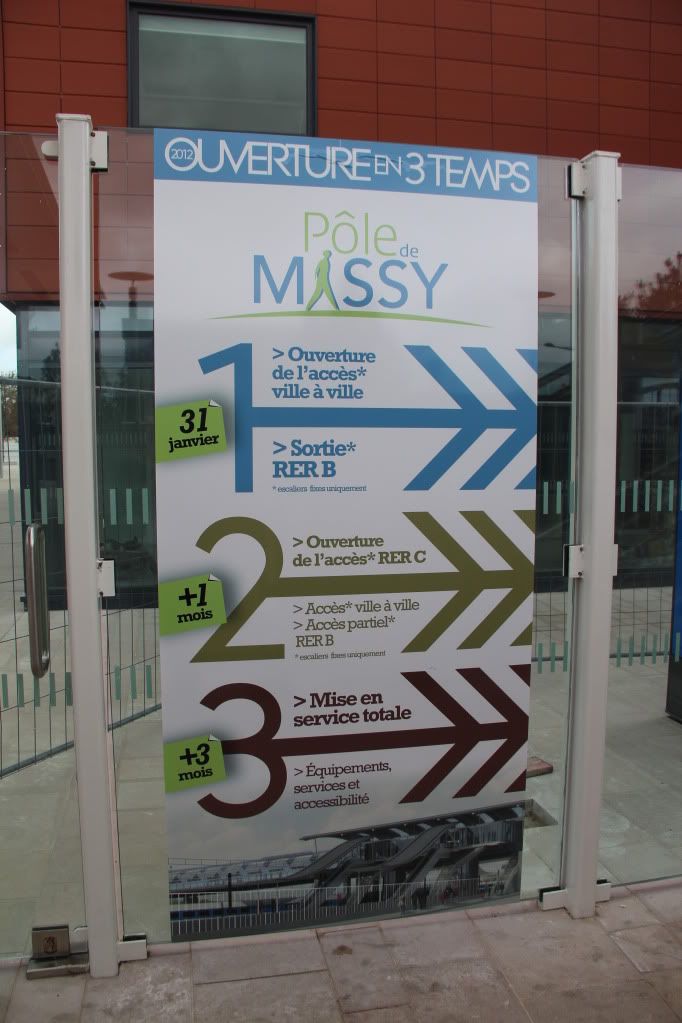 2012 OUVERTURE EN 3 TEMPS
Pôle de
MASSY
31
janvier
1
> Ouverture
de l'accès*
ville à ville
> Sortie*
RER B
* escaliers fixes uniquement
+1
mois
2
> Ouverture
de l'accès* RER C
> Accès* ville à ville
> Accès partiel*
RER B
* escaliers fixes uniquement
+3
mois
3
> Mise en
service totale
> Équipements,
services et
accessibilité